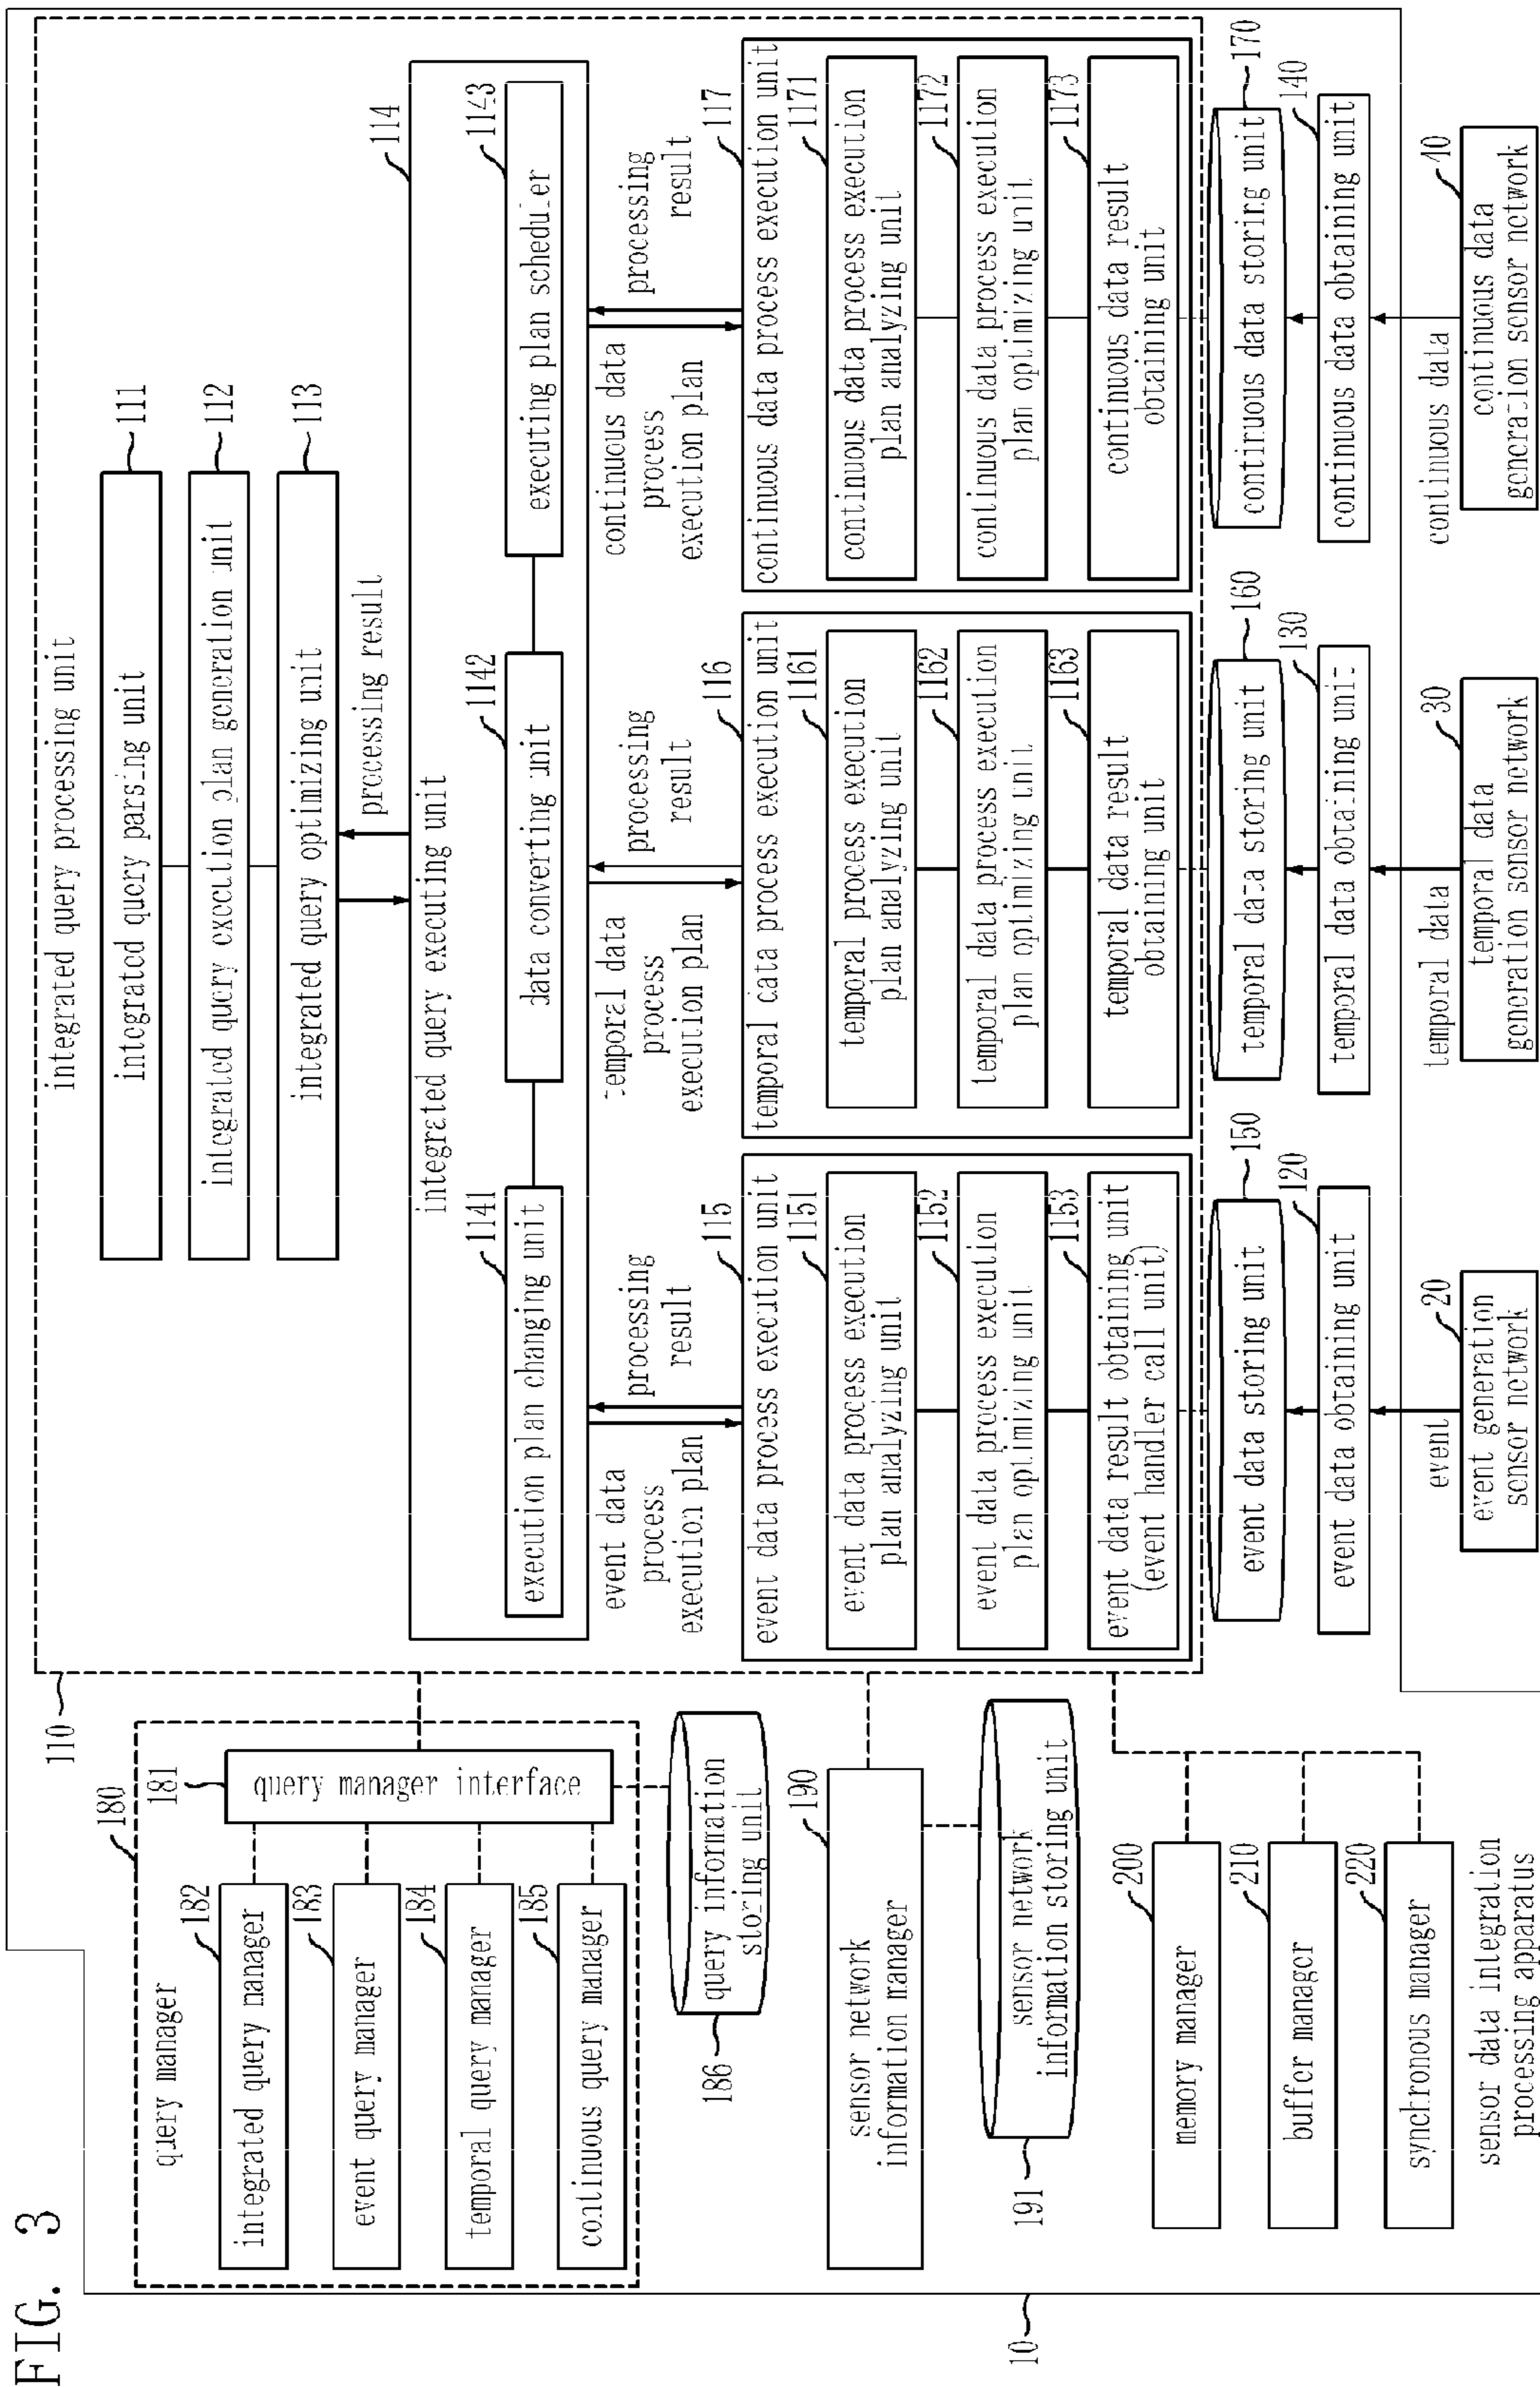 FIG. 3
110
integrated query processing unit
integrated query parsing unit
111
integrated query execution plan generation unit
112
integrated query optimizing unit
113
processing result
integrated query executing unit
114
execution plan changing unit
1141
data converting unit
1142
executing plan scheduler
1143
event data
process
execution plan
processing
result
temporal data
process
execution plan
processing
result
continuous data
process
execution plan
processing
result
event data process execution unit
115
event data process execution
plan analyzing unit
1151
event data process execution
plan optimizing unit
1152
event data result obtaining unit
(event handler call unit)
1153
temporal data process execution unit
116
temporal process execution
plan analyzing unit
1161
temporal data process execution
plan optimizing unit
1162
temporal data result
obtaining unit
1163
continuous data process execution unit
117
continuous data process execution
plan analyzing unit
1171
continuous data process execution
plan optimizing unit
1172
continuous data result
obtaining unit
1173
event data storing unit
150
temporal data storing unit
160
continuous data storing unit
170
event data obtaining unit
120
temporal data obtaining unit
130
continuous data obtaining unit
140
event
temporal data
continuous data
event generation
sensor network
20
temporal data
generation sensor network
30
continuous data
generation sensor network
40
180
query manager
181
query manager interface
integrated query manager
182
event query manager
183
temporal query manager
184
continuous query manager
185
query information
storing unit
186
sensor network
information manager
190
sensor network
information storing unit
191
memory manager
200
buffer manager
210
synchronous manager
220
sensor data integration
processing apparatus
10